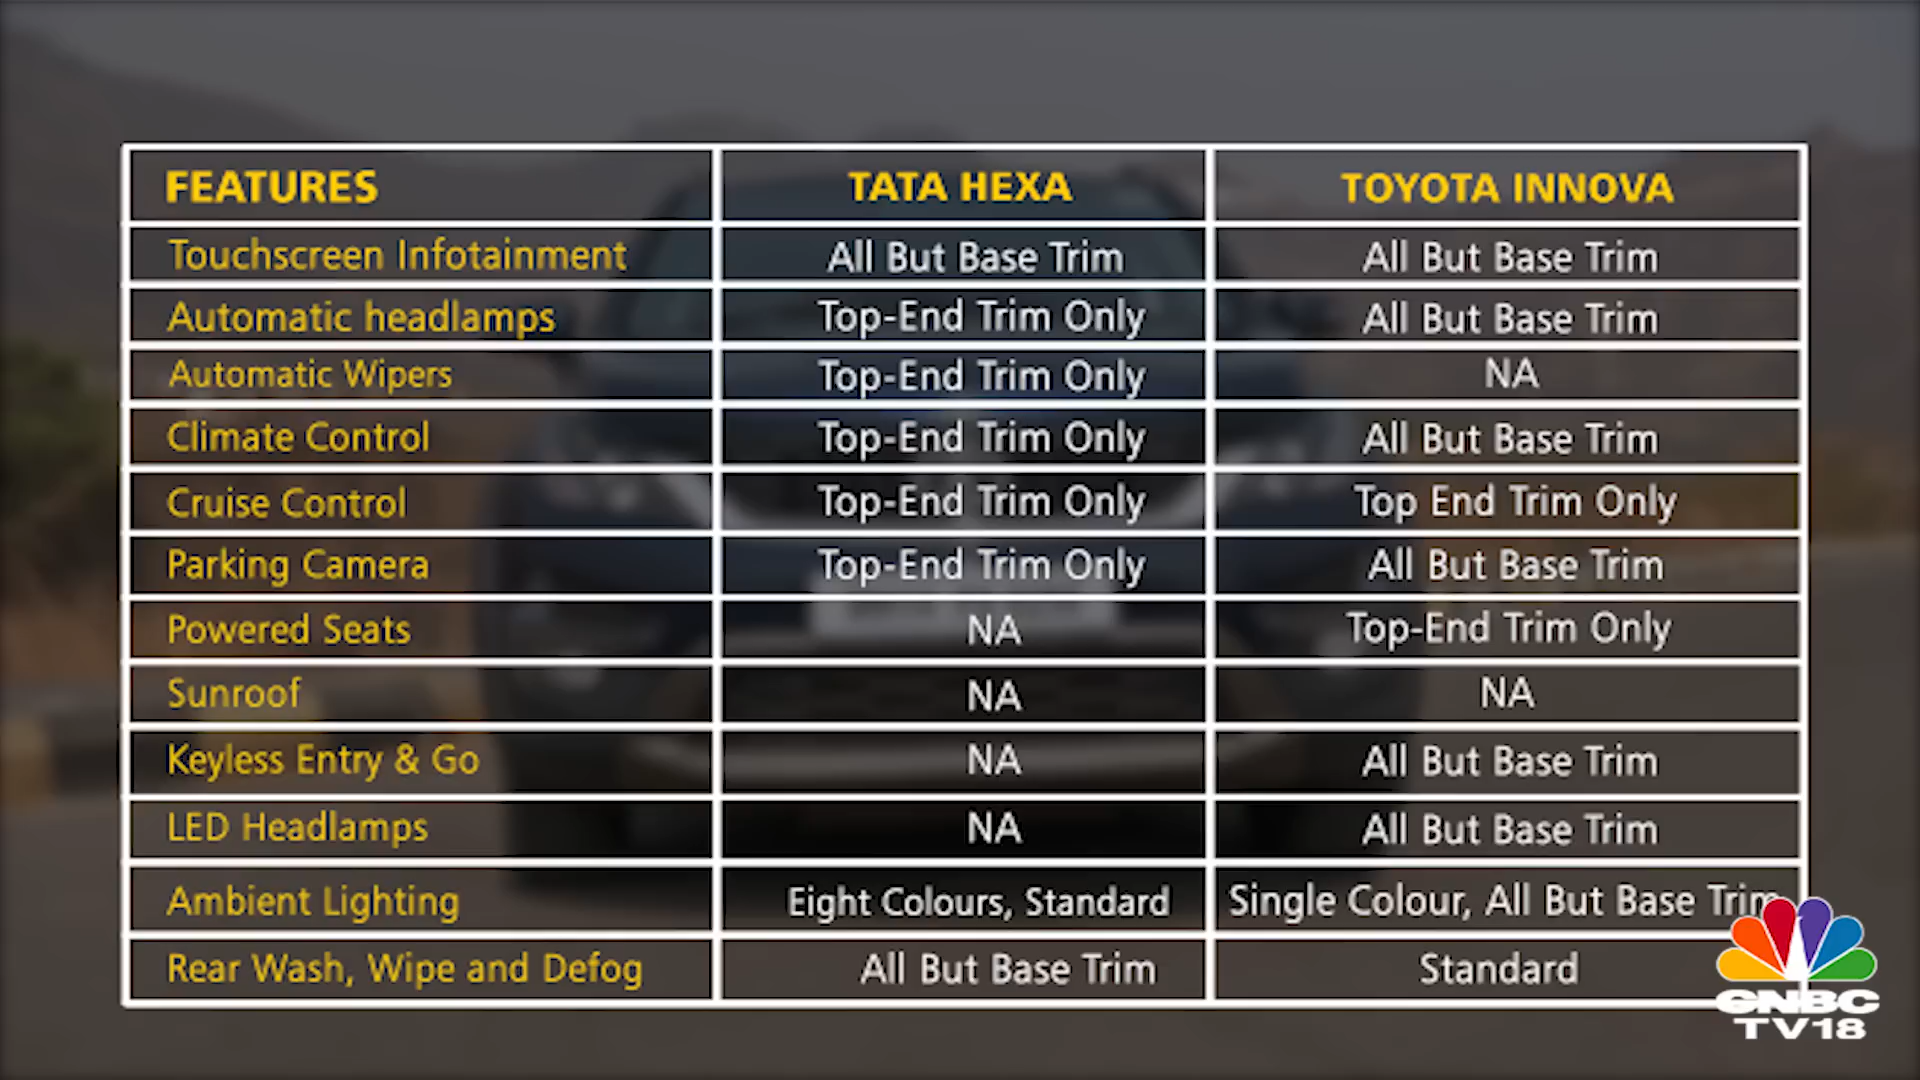 FEATURES TATA HEXA TOYOTA INNOVA
Touchscreen Infotainment All But Base Trim All But Base Trim
Automatic headlamps Top-End Trim Only All But Base Trim
Automatic Wipers Top-End Trim Only NA
Climate Control Top-End Trim Only All But Base Trim
Cruise Control Top-End Trim Only Top End Trim Only
Parking Camera Top-End Trim Only All But Base Trim
Powered Seats NA Top-End Trim Only
Sunroof NA NA
Keyless Entry & Go NA All But Base Trim
LED Headlamps NA All But Base Trim
Ambient Lighting Eight Colours, Standard Single Colour, All But Base Trim
Rear Wash, Wipe and Defog All But Base Trim Standard
CNBC
TV18